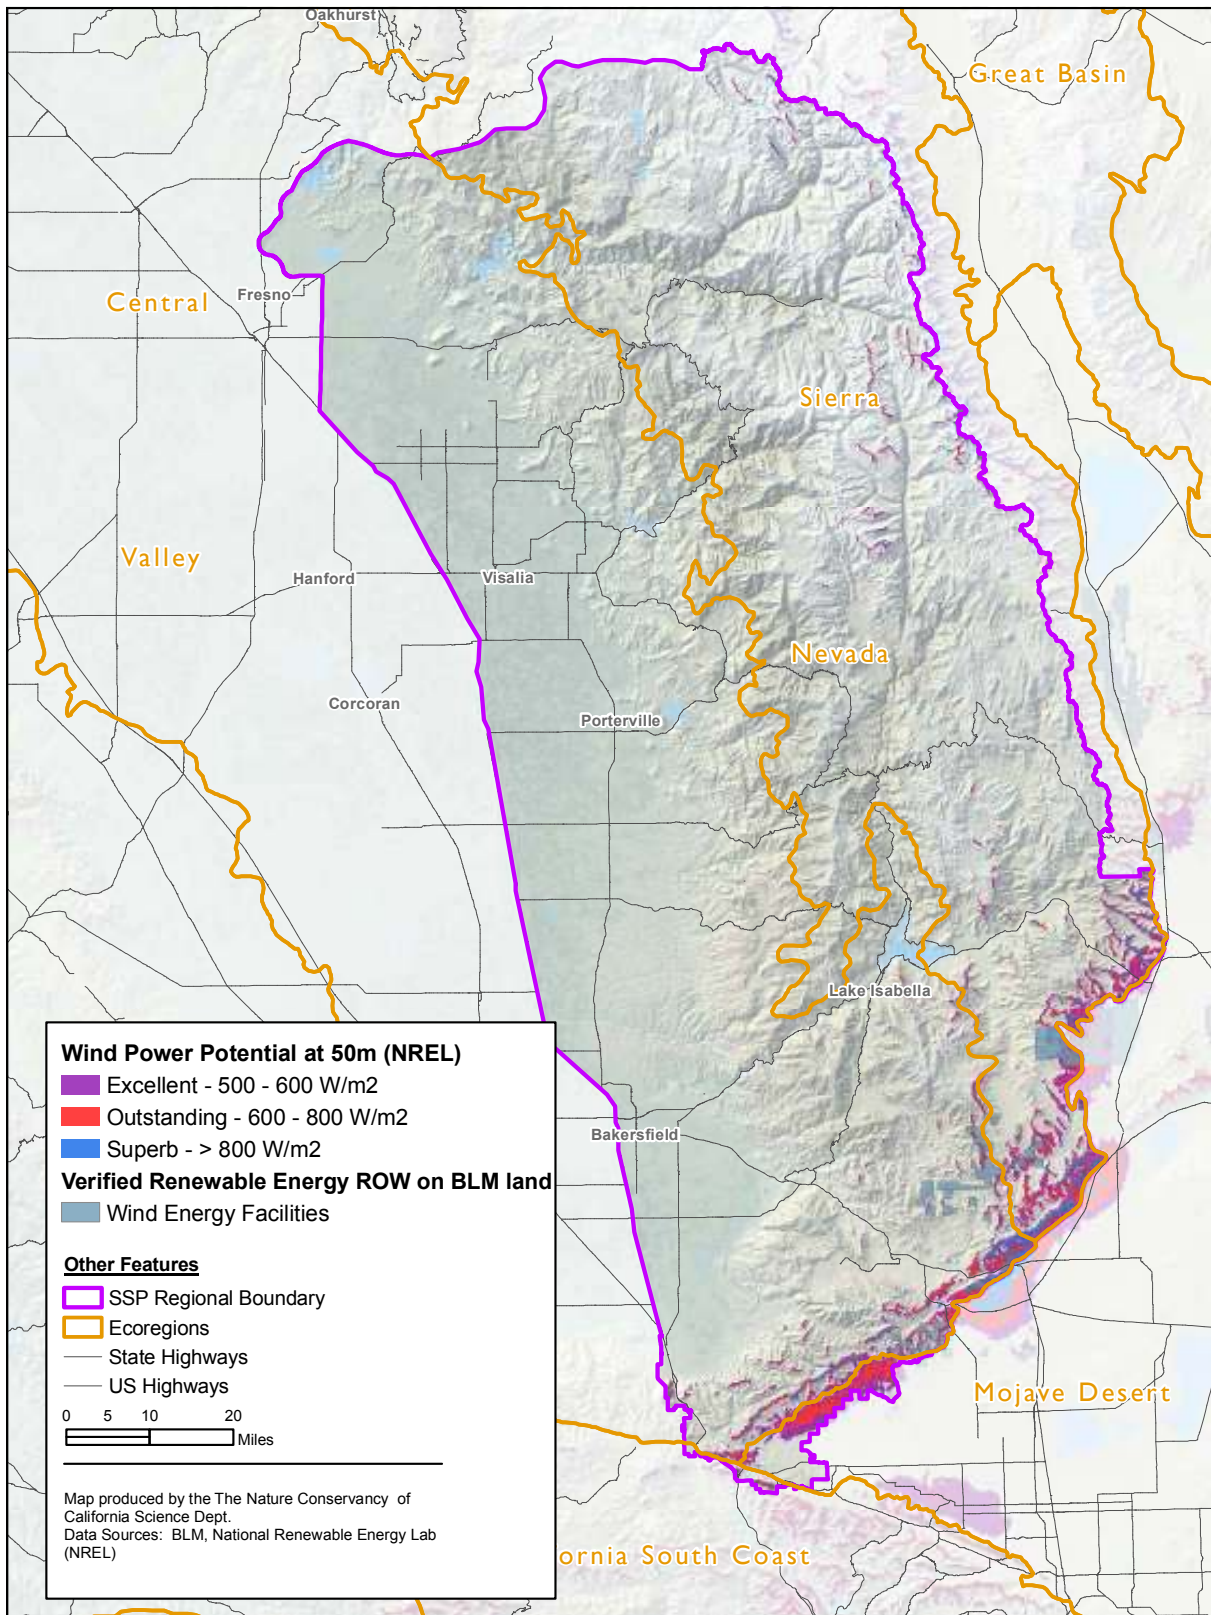 Oakhurst
Great Basin
Central
Fresno
Sierra
Valley
Hanford
Visalia
Nevada
Corcoran
Porterville
Lake Isabella
Bakersfield
Mojave Desert
ornia South Coast
Wind Power Potential at 50m (NREL)
Excellent - 500 - 600 W/m2
Outstanding - 600 - 800 W/m2
Superb - > 800 W/m2
Verified Renewable Energy ROW on BLM land
Wind Energy Facilities
Other Features
SSP Regional Boundary
Ecoregions
State Highways
US Highways
0 5 10 20
Miles
Map produced by the The Nature Conservancy of
California Science Dept.
Data Sources: BLM, National Renewable Energy Lab
(NREL)